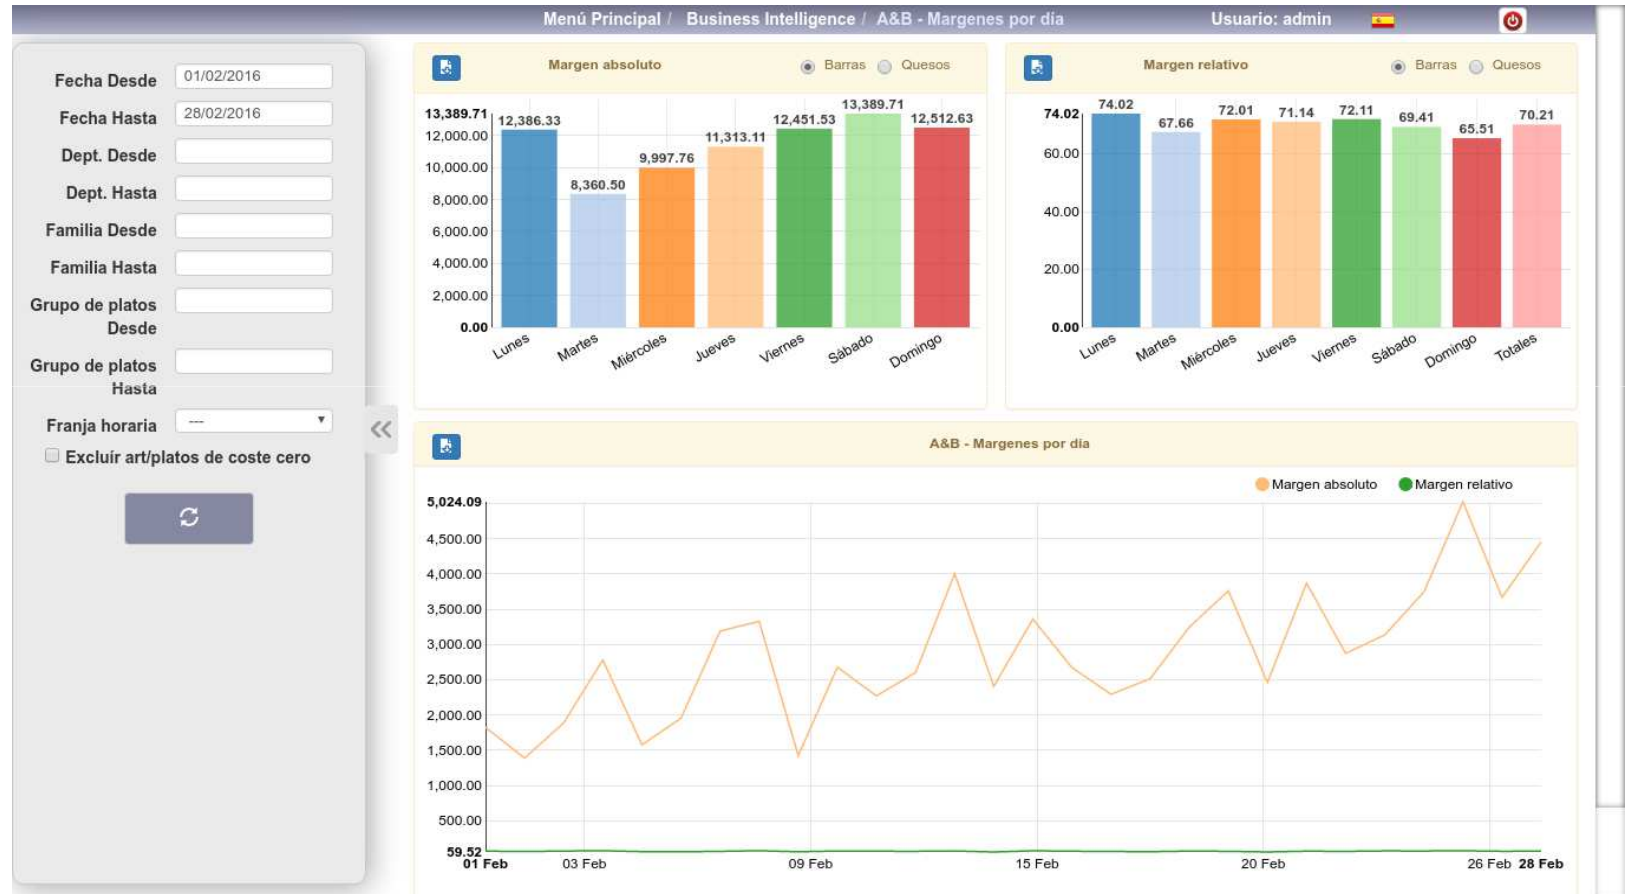 Menú Principal / Business Intelligence / A&B - Margenes por día Usuario: admin
Fecha Desde 01/02/2016
Fecha Hasta 28/02/2016
Dept. Desde
Dept. Hasta
Familia Desde
Familia Hasta
Grupo de platos
Desde
Grupo de platos
Hasta
Franja horaria ---
Excluír art/platos de coste cero
Margen absoluto Barras Quesos
13,389.71
12,000.00
10,000.00
8,000.00
6,000.00
4,000.00
2,000.00
0.00
12,386.33 8,360.50 9,997.76 11,313.11 12,451.53 13,389.71 12,512.63
Lunes Martes Miércoles Jueves Viernes Sábado Domingo
Margen relativo Barras Quesos
74.02
60.00
40.00
20.00
0.00
74.02 67.66 72.01 71.14 72.11 69.41 65.51 70.21
Lunes Martes Miércoles Jueves Viernes Sábado Domingo Totales
A&B - Margenes por día
Margen absoluto Margen relativo
5,024.09
4,500.00
4,000.00
3,500.00
3,000.00
2,500.00
2,000.00
1,500.00
1,000.00
500.00
59.52
01 Feb 03 Feb 09 Feb 15 Feb 20 Feb 26 Feb 28 Feb